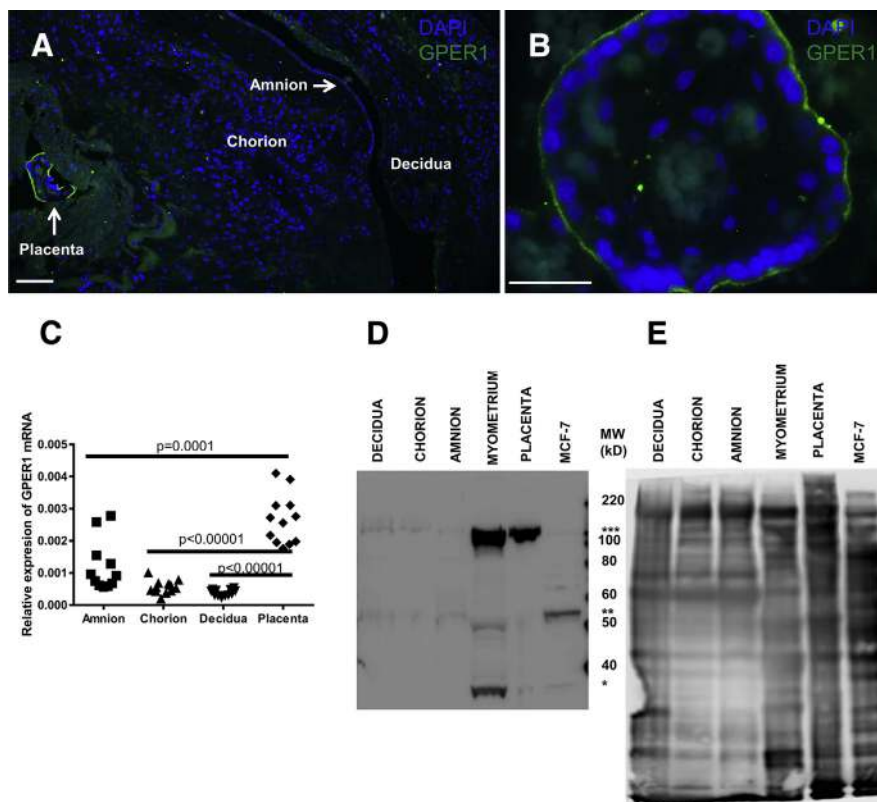 A
DAPI
GPER1
Amnion
Chorion
Decidua
Placenta
B
DAPI
GPER1
C
Relative expresion of GPER1 mRNA
0.005
0.004
0.003
0.002
0.001
0.000
p=0.0001
p<0.00001
p<0.00001
Amnion Chorion Decidua Placenta
D
DECIDUA
CHORION
AMNION
MYOMETRIUM
PLACENTA
MCF-7
MW
(kD)
220
***
100
80
60
**
50
40
*
E
DECIDUA
CHORION
AMNION
MYOMETRIUM
PLACENTA
MCF-7